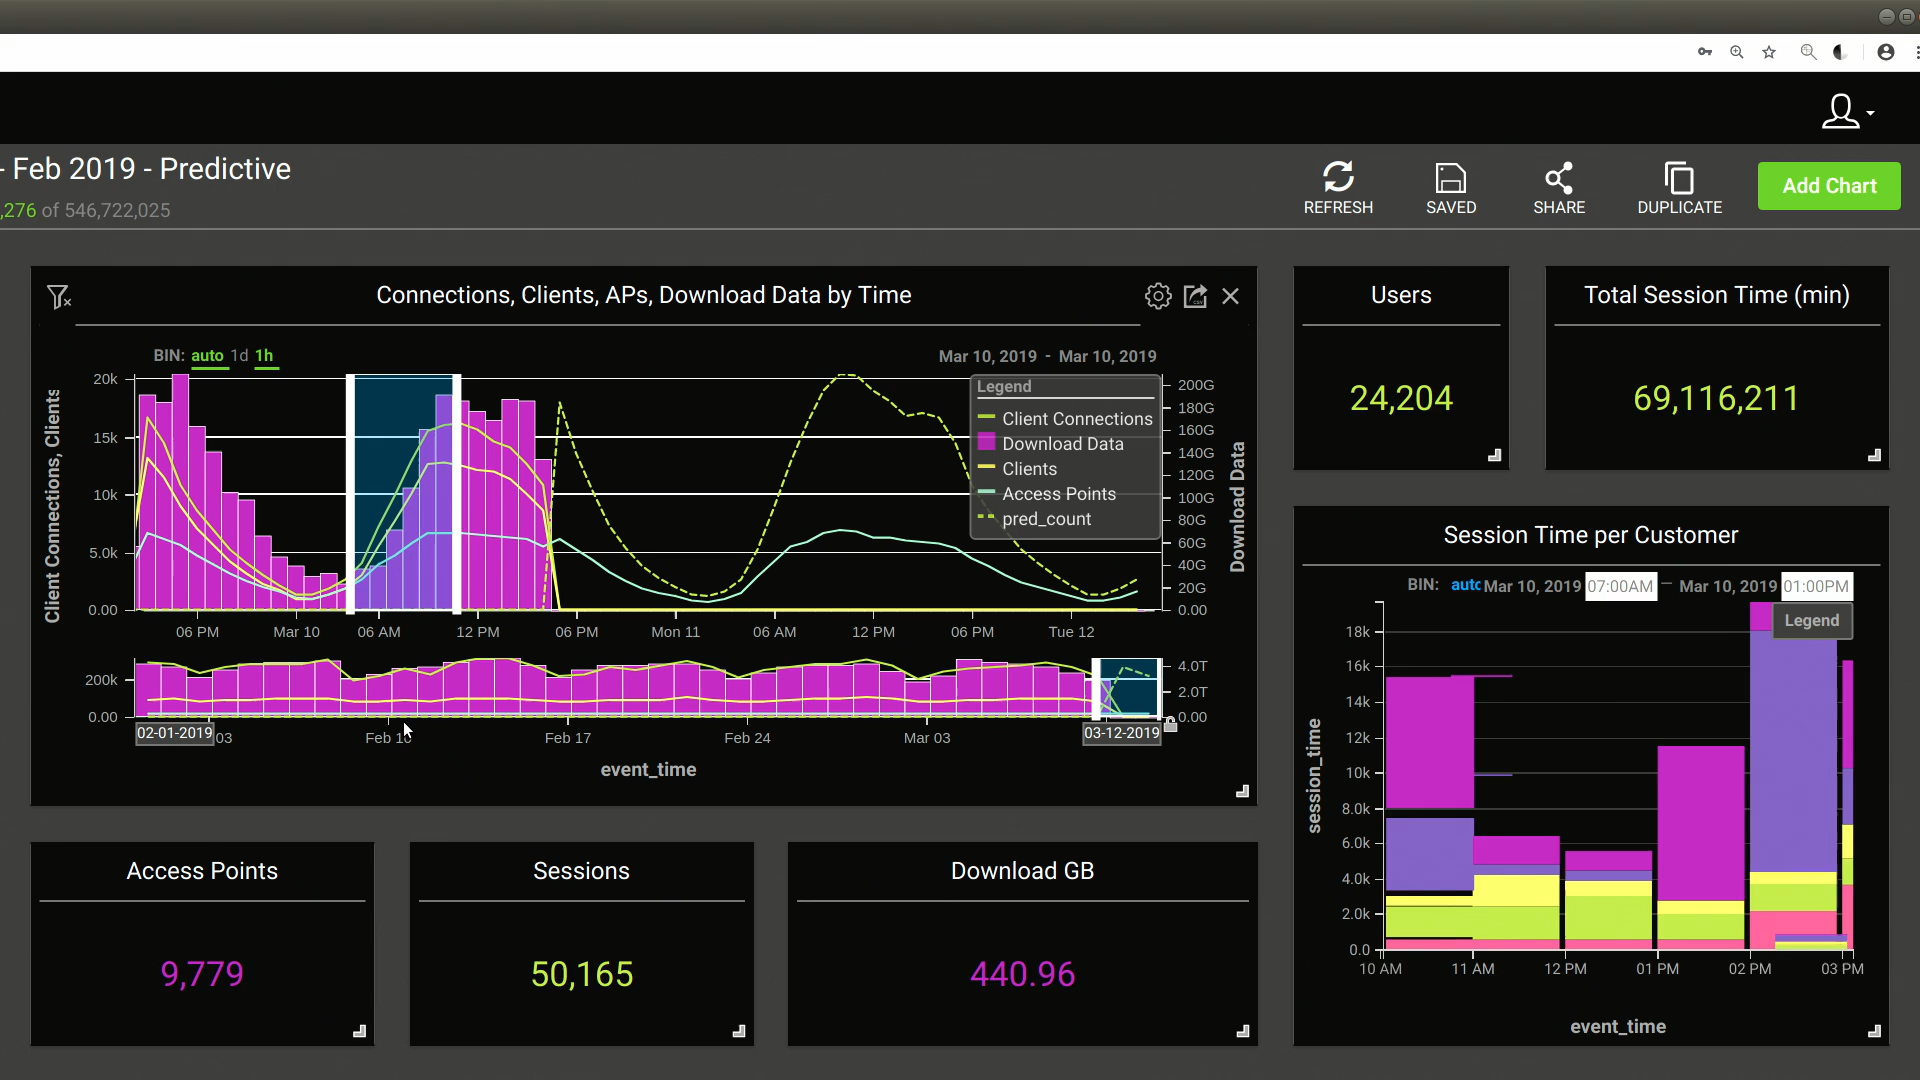 - Feb 2019 - Predictive
,276 of 546,722,025
REFRESH
SAVED
SHARE
DUPLICATE
Add Chart
Connections, Clients, APs, Download Data by Time
BIN: auto 1d 1h
Mar 10, 2019 - Mar 10, 2019
Client Connections, Clients
20k
15k
10k
5.0k
0.00
Legend
Client Connections
Download Data
Clients
Access Points
pred_count
200G
180G
160G
140G
120G
100G
80G
60G
40G
20G
0.00
Download Data
06 PM
Mar 10
06 AM
12 PM
06 PM
Mon 11
06 AM
12 PM
06 PM
Tue 12
200k
0.00
4.0T
2.0T
0.00
02-01-2019
03
Feb 10
Feb 17
Feb 24
Mar 03
03-12-2019
event_time
Users
24,204
Total Session Time (min)
69,116,211
Session Time per Customer
BIN: auto Mar 10, 2019 07:00AM – Mar 10, 2019 01:00PM
Legend
session_time
18k
16k
14k
12k
10k
8.0k
6.0k
4.0k
2.0k
0.0
10 AM
11 AM
12 PM
01 PM
02 PM
03 PM
event_time
Access Points
9,779
Sessions
50,165
Download GB
440.96